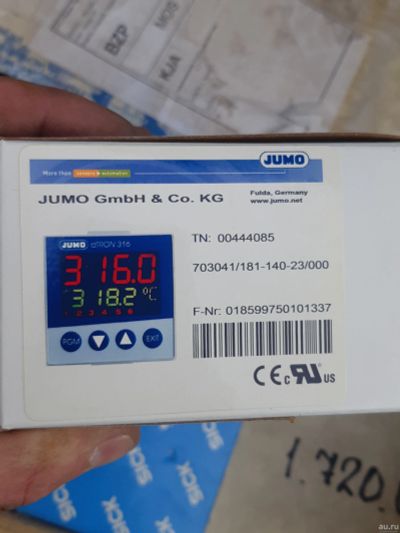 BZP
MOS
KJA
JUMO
More than sensors + automation
JUMO GmbH & Co. KG
Fulda, Germany
www.jumo.net
JUMO dTRON 316
316.0
318.2 °C
1 2 3 4 5 6
PGM
EXIT
TN: 00444085
703041/181-140-23/000
F-Nr: 018599750101337
CE c RU US
SICK
SICK
SICK
1.720.
au.ru